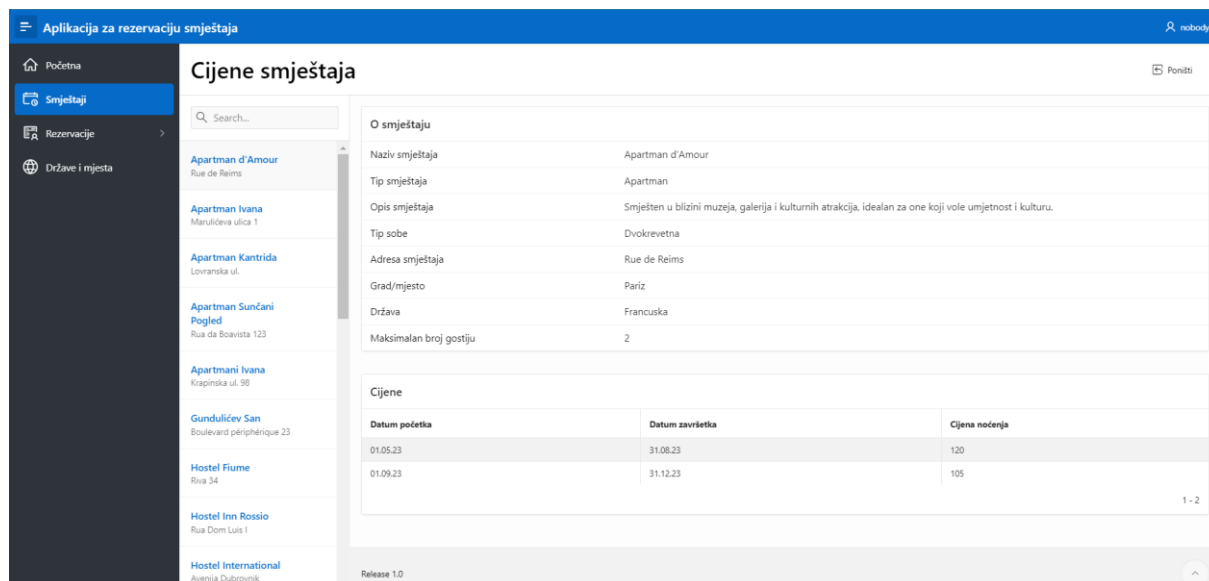 Aplikacija za rezervaciju smještaja
nobody
Početna
Smještaji
Rezervacije
Države i mjesta
Cijene smještaja
Poništi
Search...
Apartman d'Amour
Rue de Reims
Apartman Ivana
Marulićeva ulica 1
Apartman Kantrida
Lovranska ul.
Apartman Sunčani
Pogled
Rua da Boavista 123
Apartmani Ivana
Krapinska ul. 98
Gundulićev San
Boulevard périphérique 23
Hostel Fiume
Riva 34
Hostel Inn Rossio
Rua Dom Luis I
Hostel International
Avenija Dubrovnik
O smještaju
Naziv smještaja Apartman d'Amour
Tip smještaja Apartman
Opis smještaja Smješten u blizini muzeja, galerija i kulturnih atrakcija, idealan za one koji vole umjetnost i kulturu.
Tip sobe Dvokrevetna
Adresa smještaja Rue de Reims
Grad/mjesto Pariz
Država Francuska
Maksimalan broj gostiju 2
Cijene
Datum početka Datum završetka Cijena noćenja
01.05.23 31.08.23 120
01.09.23 31.12.23 105
1 - 2
Release 1.0